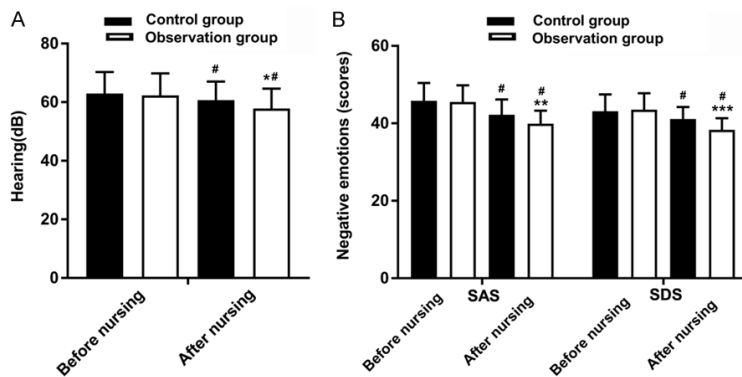 A
Control group
Observation group
Hearing(dB)
80
60
40
20
0
#
*#
Before nursing
After nursing
B
Control group
Observation group
Negative emotions (scores)
60
40
20
0
#
#
**
#
#
***
SAS
SDS
Before nursing
After nursing
Before nursing
After nursing